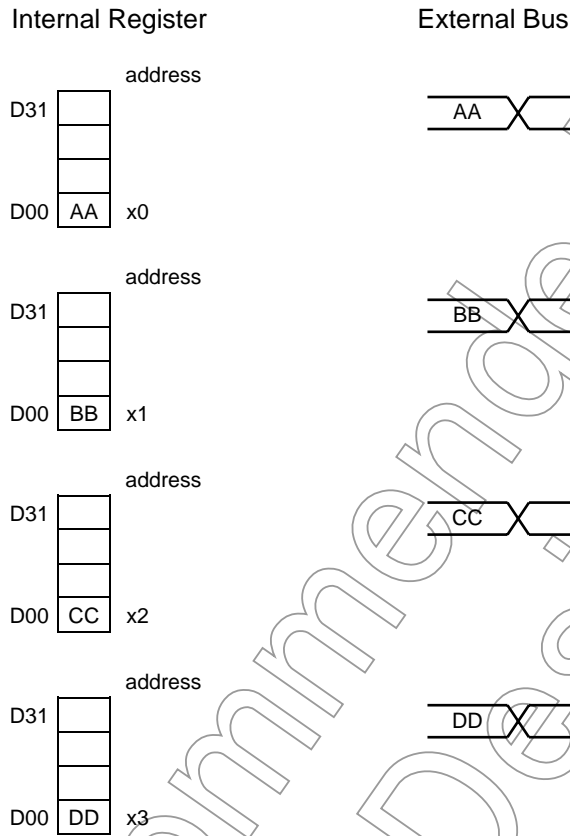 Internal Register External Bus
address
D31 AA
D00 AA x0
address
D31 BB
D00 BB x1
address
D31 CC
D00 CC x2
address
D31 DD
D00 DD x3